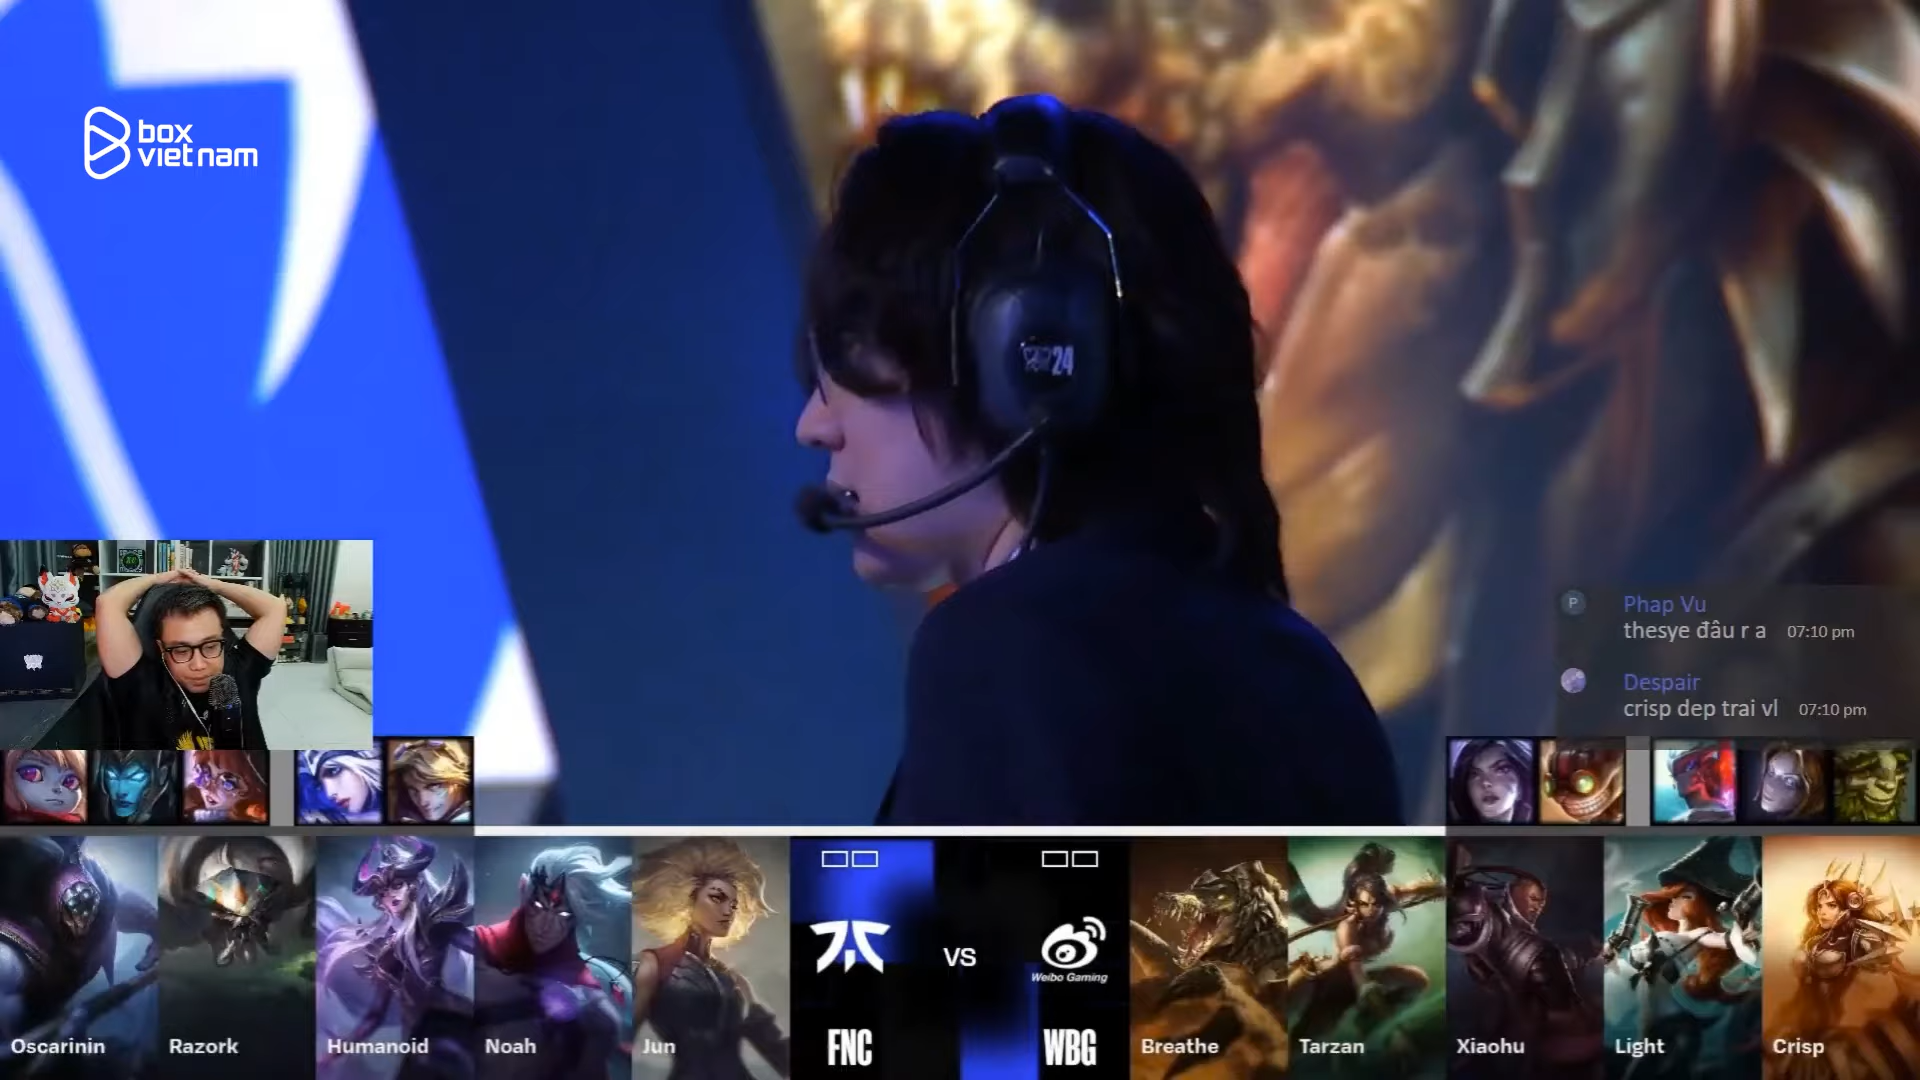 box
việt nam
24
Phap Vu
thesye đâu r a 07:10 pm
Despair
crisp dep trai vl 07:10 pm
VS
Weibo Gaming
FNC
WBG
Oscarinin
Razork
Humanoid
Noah
Jun
Breathe
Tarzan
Xiaohu
Light
Crisp